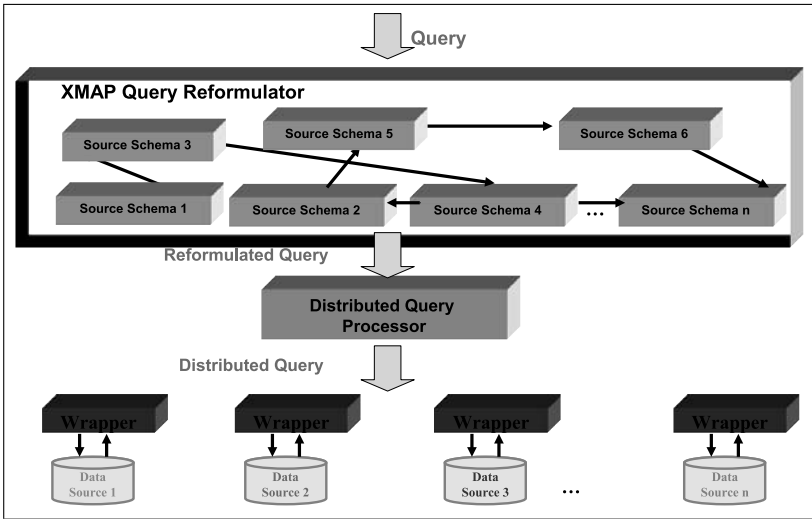 Query
XMAP Query Reformulator
Source Schema 5
Source Schema 6
Source Schema 3
Source Schema 1
Source Schema 2
Source Schema 4
...
Source Schema n
Reformulated Query
Distributed Query
Processor
Distributed Query
Wrapper
Wrapper
Wrapper
Wrapper
Data
Source 1
Data
Source 2
Data
Source 3
...
Data
Source n